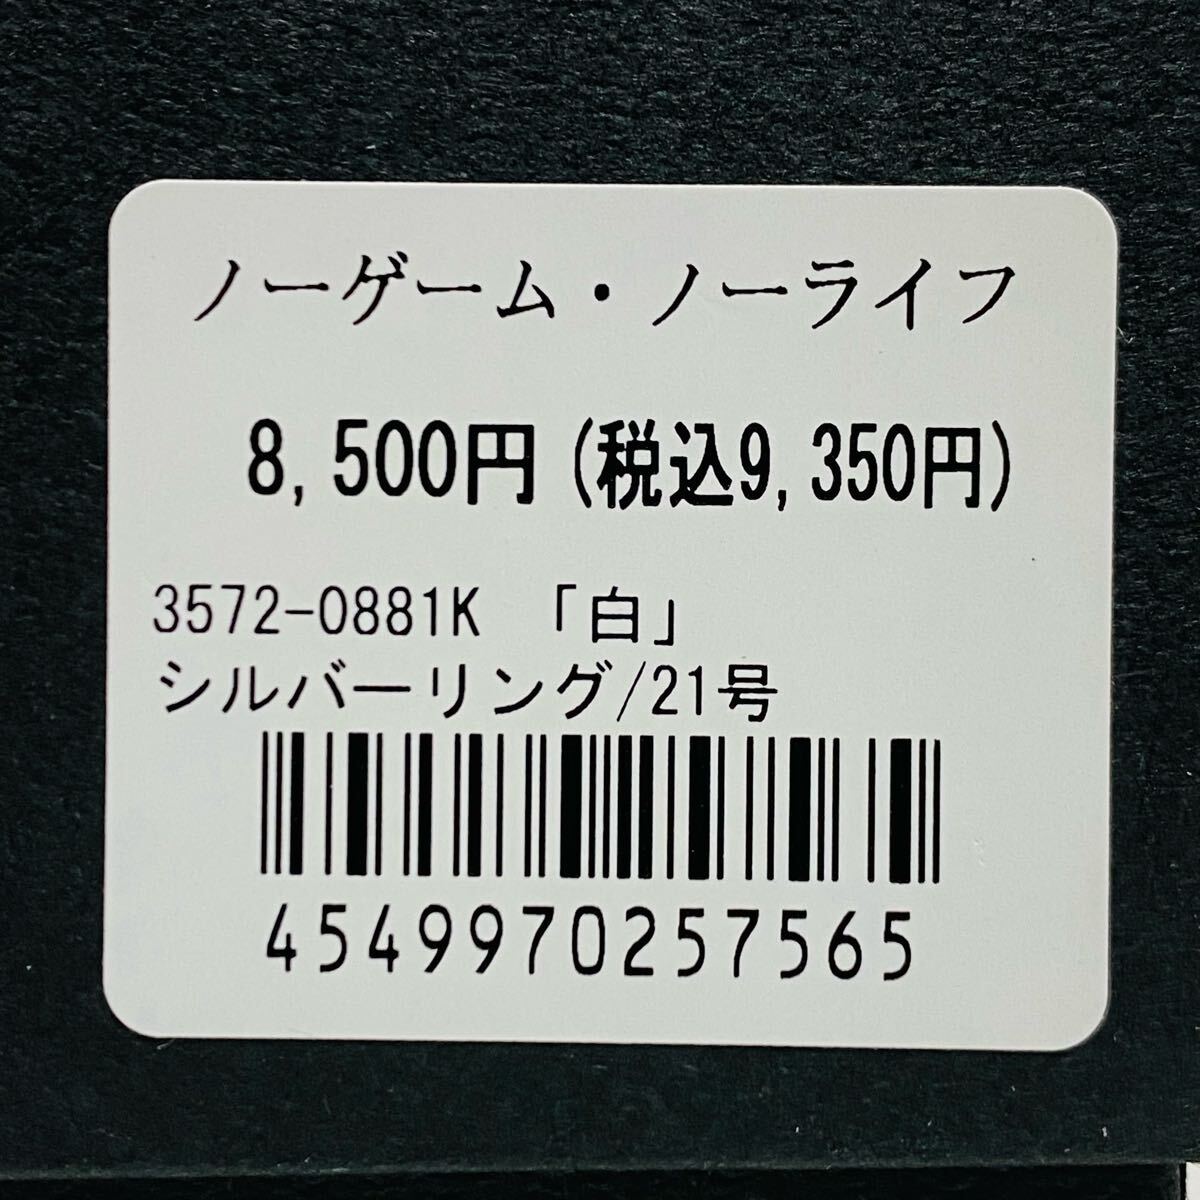 ノーゲーム・ノーライフ
8,500円(税込9,350円)
3572-0881K 「白」
シルバーリング/21号
4549970257565